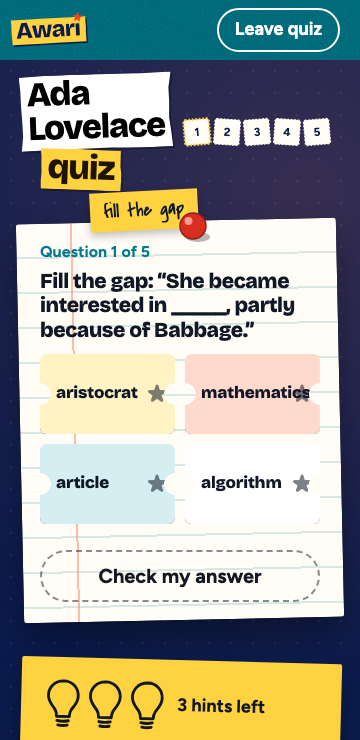 Awari
Leave quiz
Ada
Lovelace
quiz
1 2 3 4 5
fill the gap
Question 1 of 5
Fill the gap: “She became
interested in _____, partly
because of Babbage.”
aristocrat
mathematics
article
algorithm
Check my answer
3 hints left